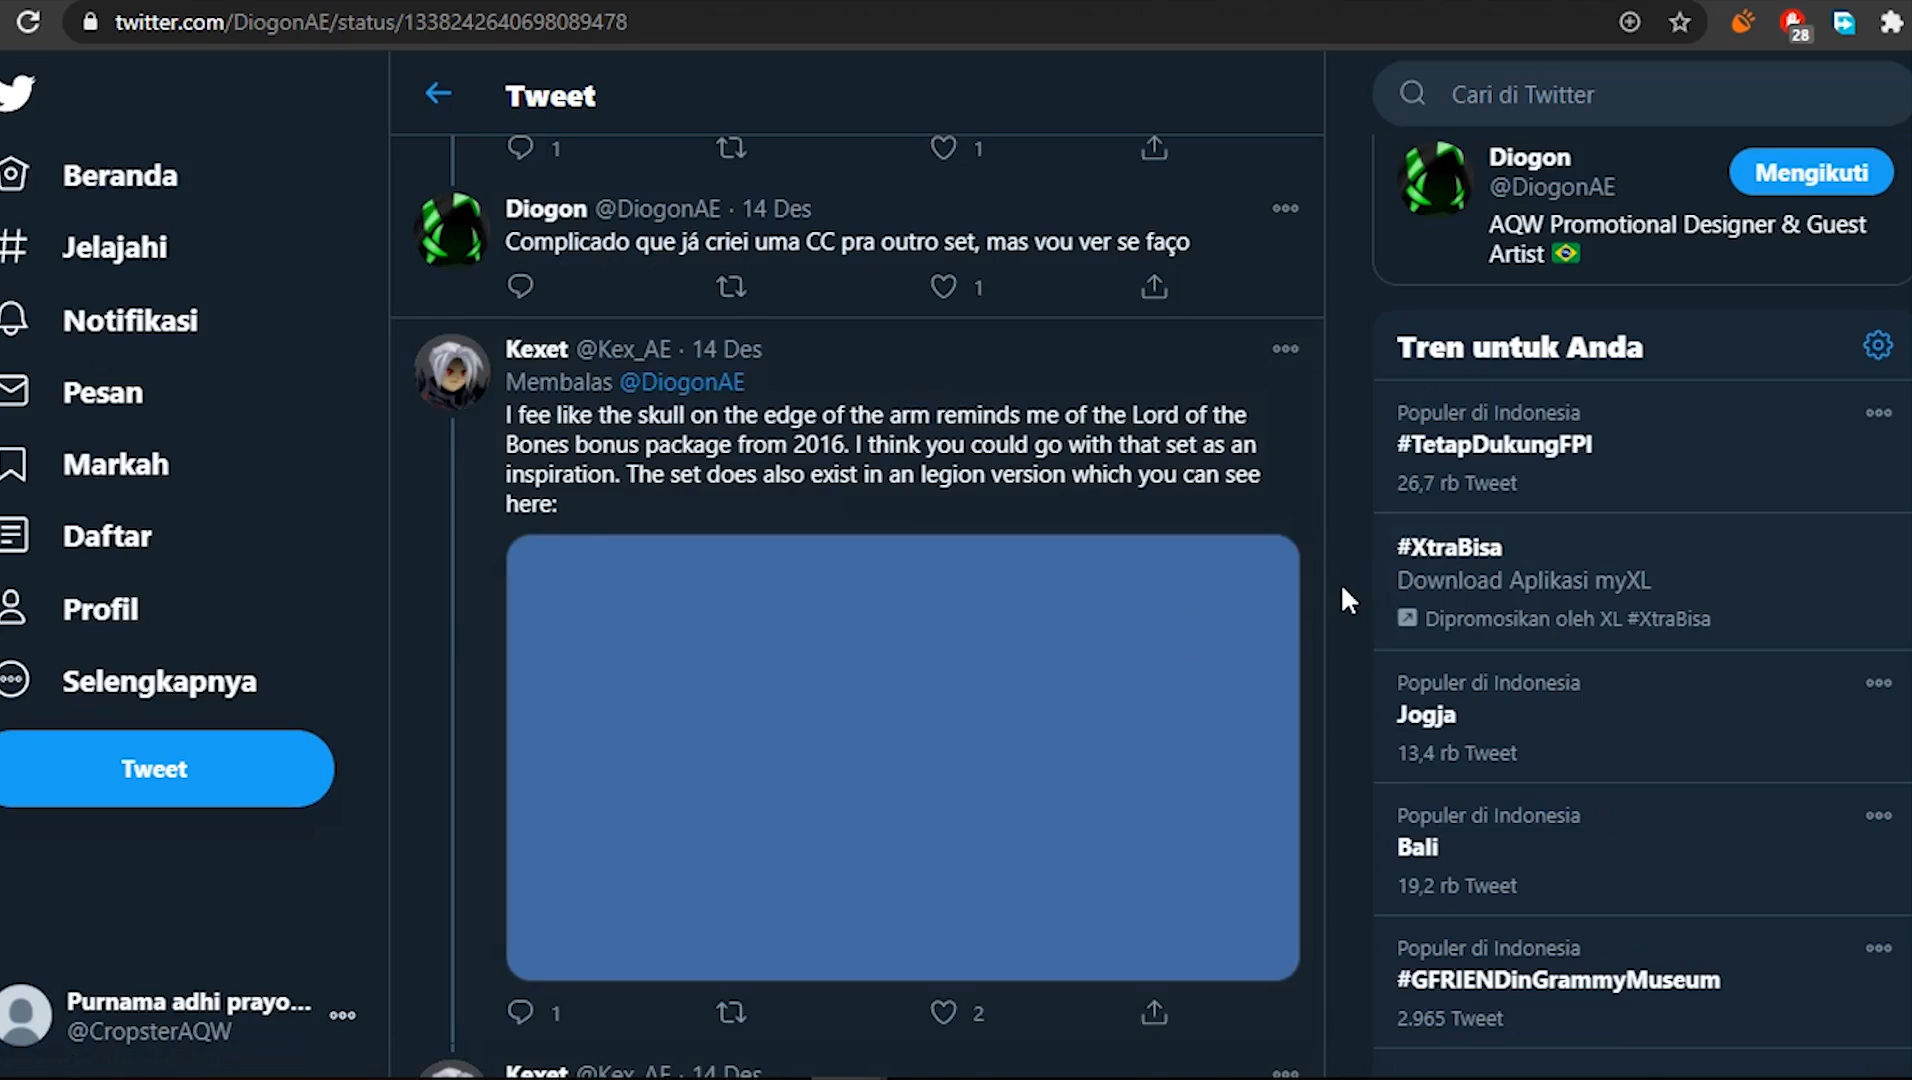 twitter.com/DiogonAE/status/1338242640698089478
28
Tweet
Cari di Twitter
Beranda
Jelajahi
Notifikasi
Pesan
Markah
Daftar
Profil
Selengkapnya
Tweet
Purnama adhi prayo...
@CropsterAQW
1
1
Diogon @DiogonAE · 14 Des
Complicado que já criei uma CC pra outro set, mas vou ver se faço
1
Kexet @Kex_AE · 14 Des
Membalas @DiogonAE
I fee like the skull on the edge of the arm reminds me of the Lord of the
Bones bonus package from 2016. I think you could go with that set as an
inspiration. The set does also exist in an legion version which you can see
here:
1
2
Kexet @Kex_AE · 14 Des
Diogon
@DiogonAE
Mengikuti
AQW Promotional Designer & Guest
Artist 🇧🇷
Tren untuk Anda
Populer di Indonesia
#TetapDukungFPI
26,7 rb Tweet
#XtraBisa
Download Aplikasi myXL
Dipromosikan oleh XL #XtraBisa
Populer di Indonesia
Jogja
13,4 rb Tweet
Populer di Indonesia
Bali
19,2 rb Tweet
Populer di Indonesia
#GFRIENDinGrammyMuseum
2.965 Tweet